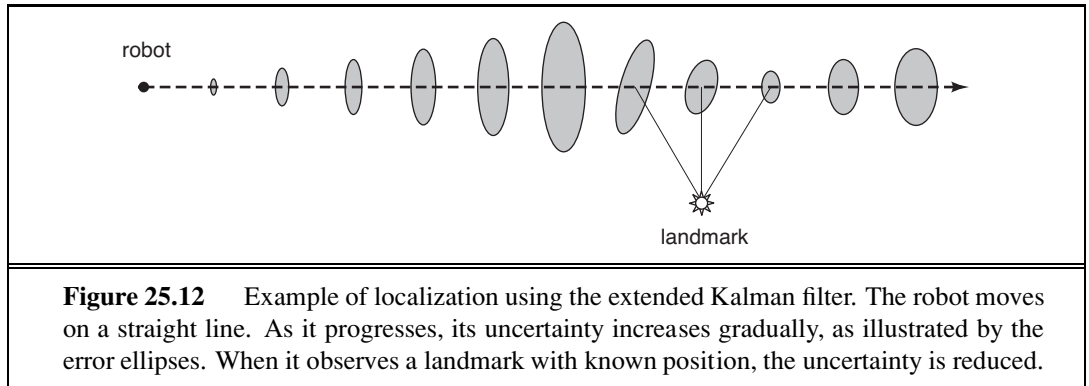 robot
landmark
Figure 25.12 Example of localization using the extended Kalman filter. The robot moves
on a straight line. As it progresses, its uncertainty increases gradually, as illustrated by the
error ellipses. When it observes a landmark with known position, the uncertainty is reduced.